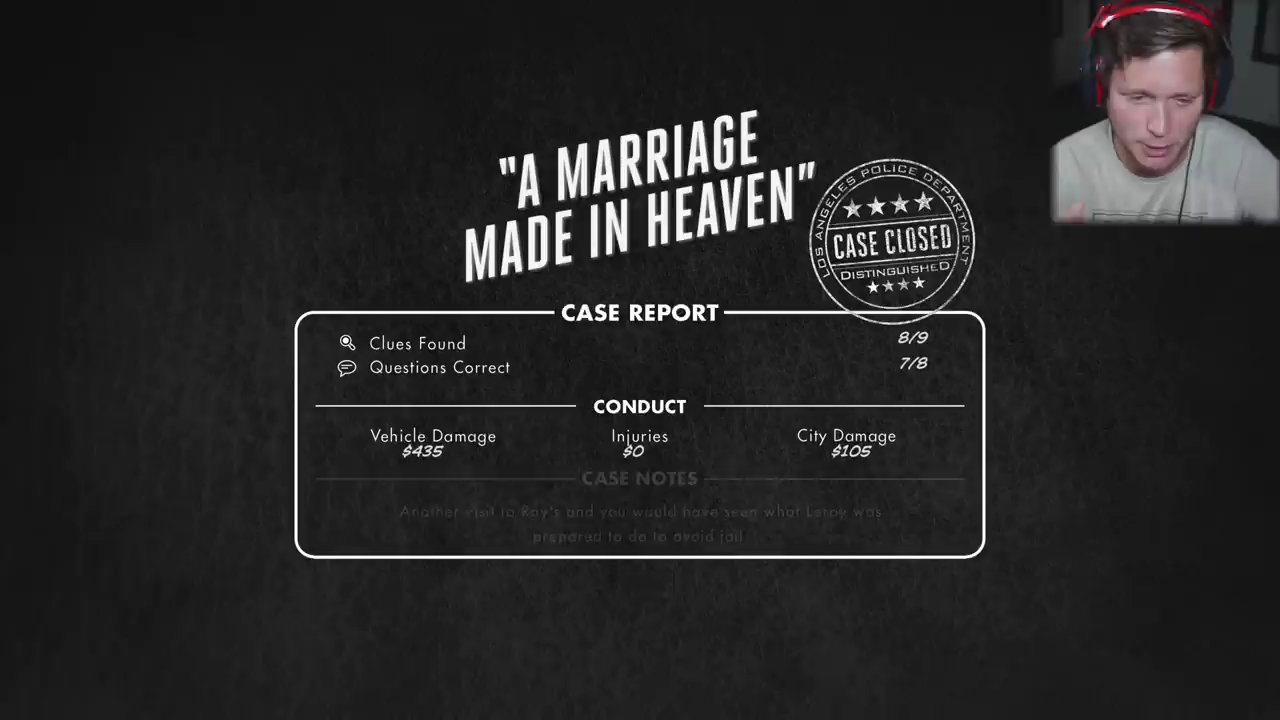 "A MARRIAGE
MADE IN HEAVEN"
LOS ANGELES POLICE DEPARTMENT
CASE CLOSED
DISTINGUISHED
CASE REPORT
Clues Found 8/9
Questions Correct 7/8
CONDUCT
Vehicle Damage Injuries City Damage
$435 $0 $105
CASE NOTES
Another visit to Ray's and you would have seen what Leroy was
prepared to do to avoid jail